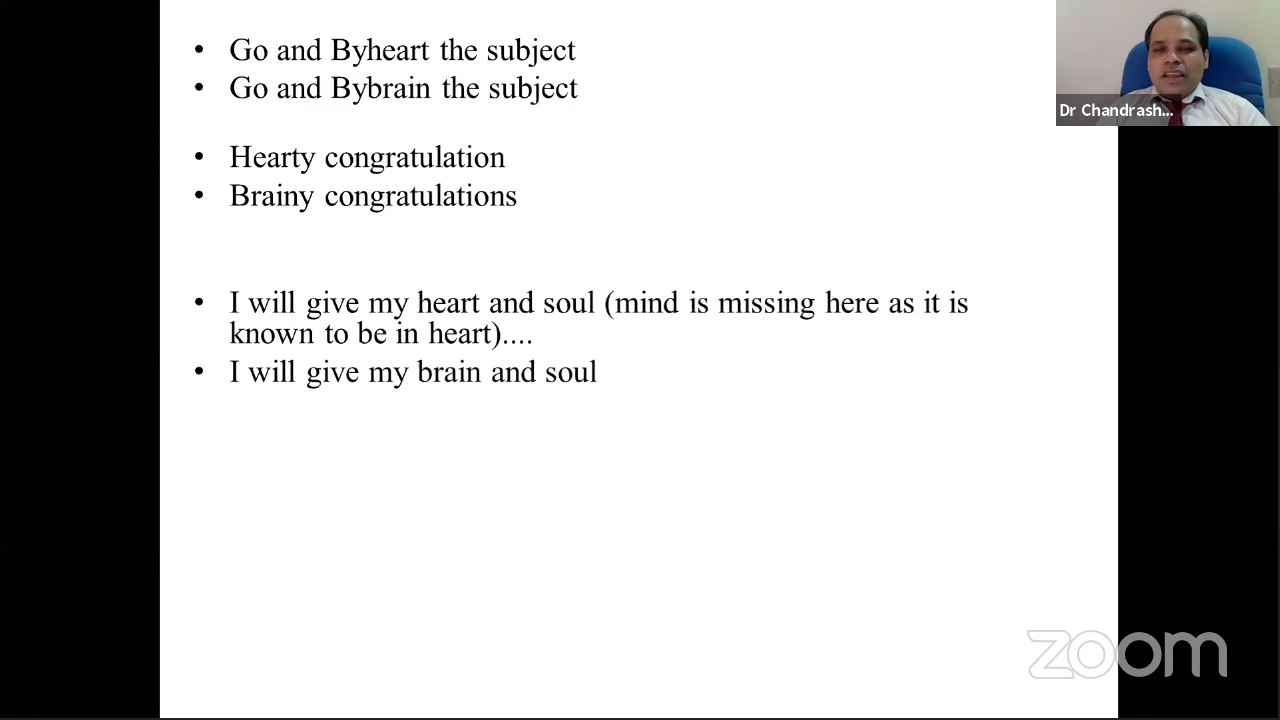 • Go and Byheart the subject
• Go and Bybrain the subject
• Hearty congratulation
• Brainy congratulations
• I will give my heart and soul (mind is missing here as it is
known to be in heart)....
• I will give my brain and soul
Dr Chandrash...
zoom